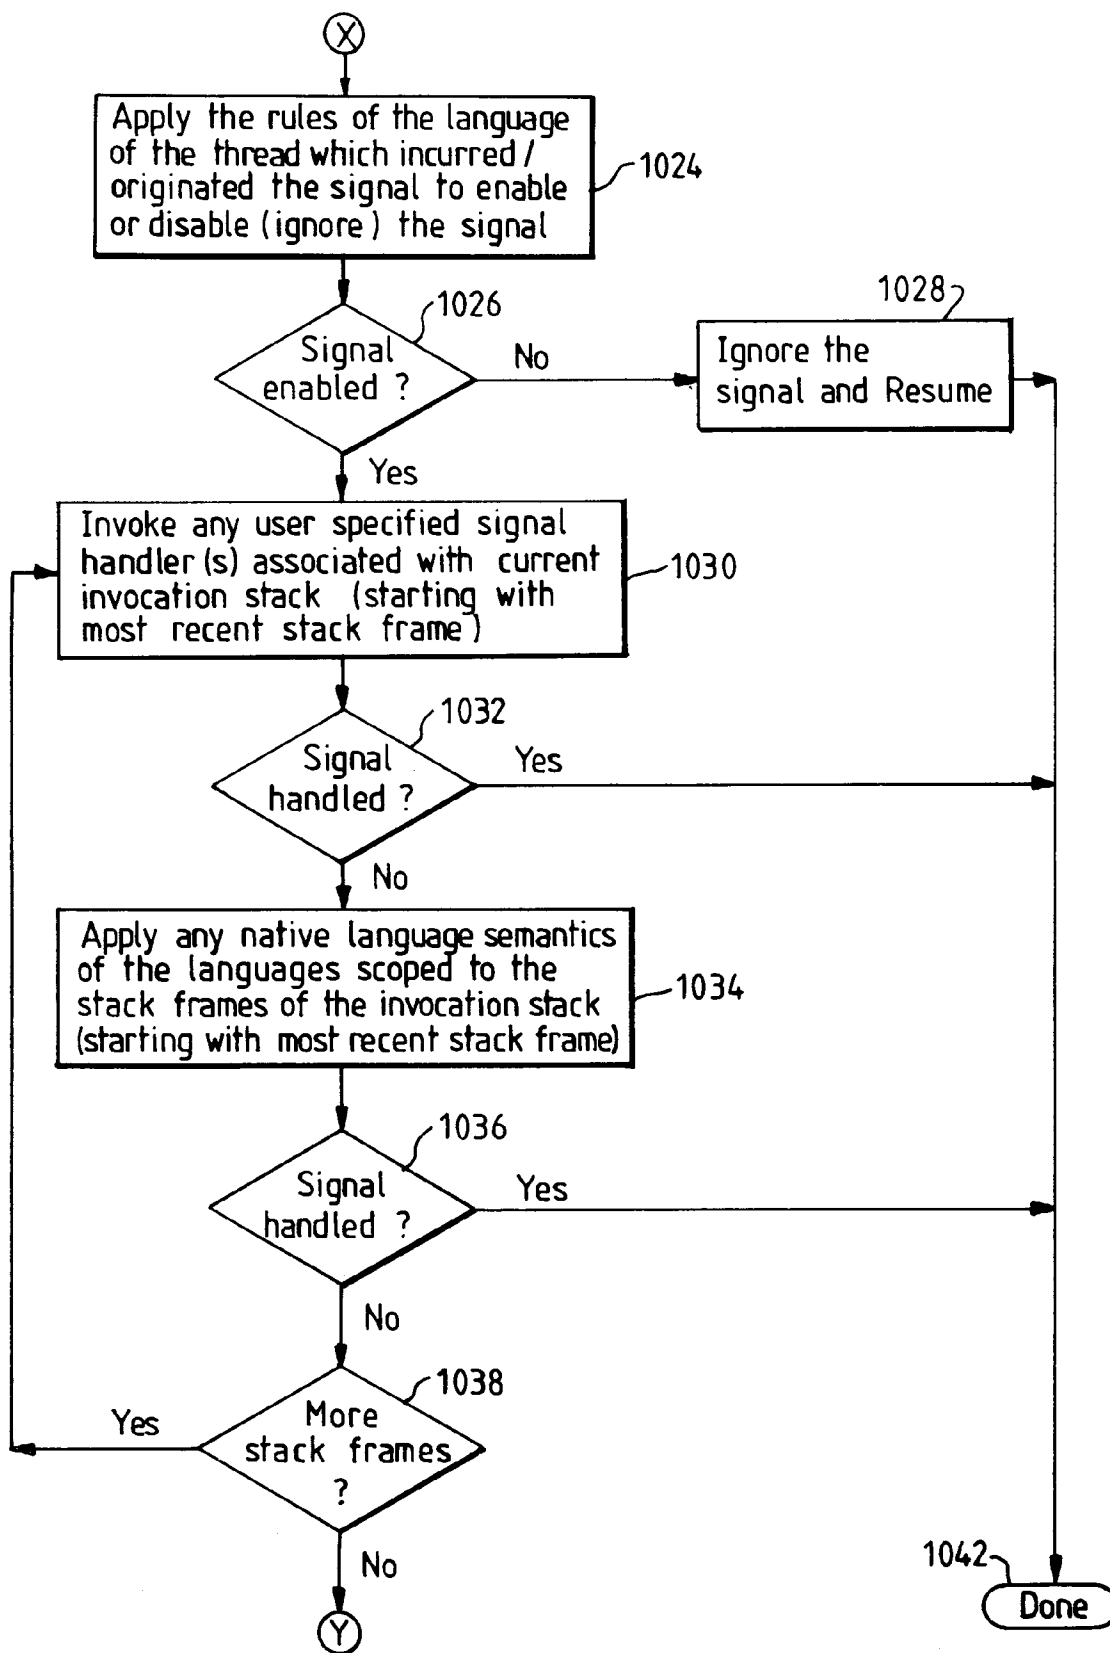 X
Apply the rules of the language
of the thread which incurred /
originated the signal to enable
or disable (ignore) the signal
1024
1026
Signal
enabled ?
No
1028
Ignore the
signal and Resume
Yes
Invoke any user specified signal
handler(s) associated with current
invocation stack (starting with
most recent stack frame)
1030
1032
Signal
handled ?
Yes
No
Apply any native language semantics
of the languages scoped to the
stack frames of the invocation stack
(starting with most recent stack frame)
1034
1036
Signal
handled ?
Yes
No
1038
More
stack frames
?
Yes
No
Y
1042
Done